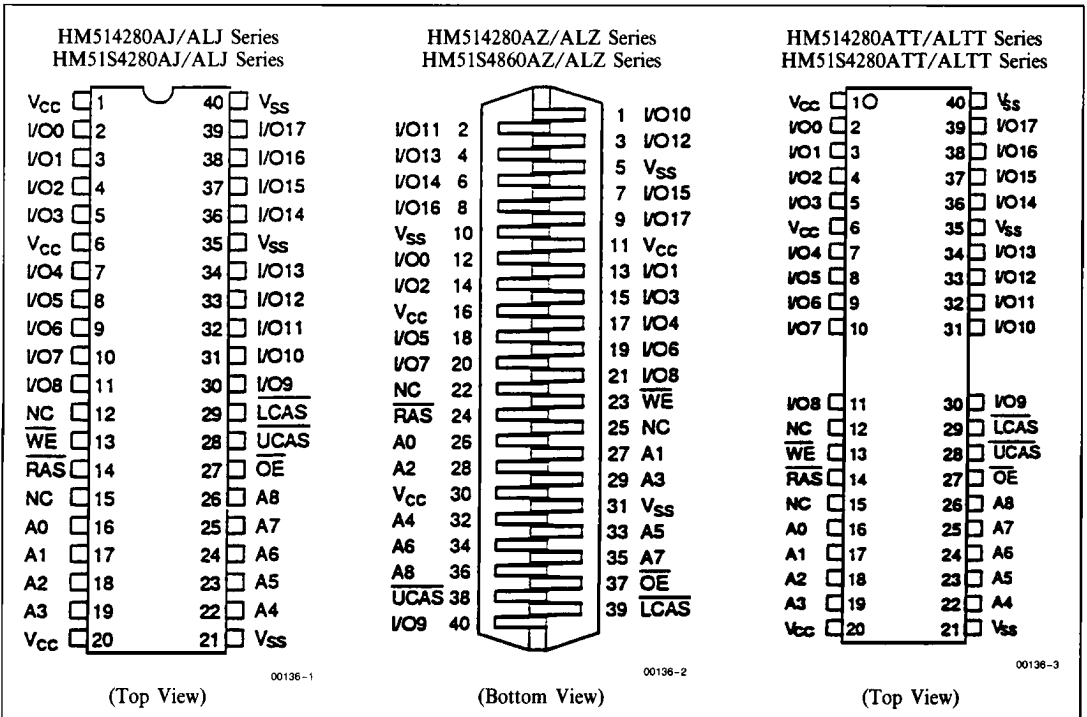 HM514280AJ/ALJ Series
HM51S4280AJ/ALJ Series
VCC 1 40 VSS
I/O0 2 39 I/O17
I/O1 3 38 I/O16
I/O2 4 37 I/O15
I/O3 5 36 I/O14
VCC 6 35 VSS
I/O4 7 34 I/O13
I/O5 8 33 I/O12
I/O6 9 32 I/O11
I/O7 10 31 I/O10
I/O8 11 30 I/O9
NC 12 29 LCAS
WE 13 28 UCAS
RAS 14 27 OE
NC 15 26 A8
A0 16 25 A7
A1 17 24 A6
A2 18 23 A5
A3 19 22 A4
VCC 20 21 VSS
00136-1
(Top View)
HM514280AZ/ALZ Series
HM51S4860AZ/ALZ Series
1 I/O10
I/O11 2
3 I/O12
I/O13 4
5 VSS
I/O14 6
7 I/O15
I/O16 8
9 I/O17
VSS 10
11 VCC
I/O0 12
13 I/O1
I/O2 14
15 I/O3
VCC 16
17 I/O4
I/O5 18
19 I/O6
I/O7 20
21 I/O8
NC 22
23 WE
RAS 24
25 NC
A0 26
27 A1
A2 28
29 A3
VCC 30
31 VSS
A4 32
33 A5
A6 34
35 A7
A8 36
37 OE
UCAS 38
39 LCAS
I/O9 40
00136-2
(Bottom View)
HM514280ATT/ALTT Series
HM51S4280ATT/ALTT Series
VCC 1 40 VSS
I/O0 2 39 I/O17
I/O1 3 38 I/O16
I/O2 4 37 I/O15
I/O3 5 36 I/O14
VCC 6 35 VSS
I/O4 7 34 I/O13
I/O5 8 33 I/O12
I/O6 9 32 I/O11
I/O7 10 31 I/O10
I/O8 11 30 I/O9
NC 12 29 LCAS
WE 13 28 UCAS
RAS 14 27 OE
NC 15 26 A8
A0 16 25 A7
A1 17 24 A6
A2 18 23 A5
A3 19 22 A4
VCC 20 21 VSS
00136-3
(Top View)